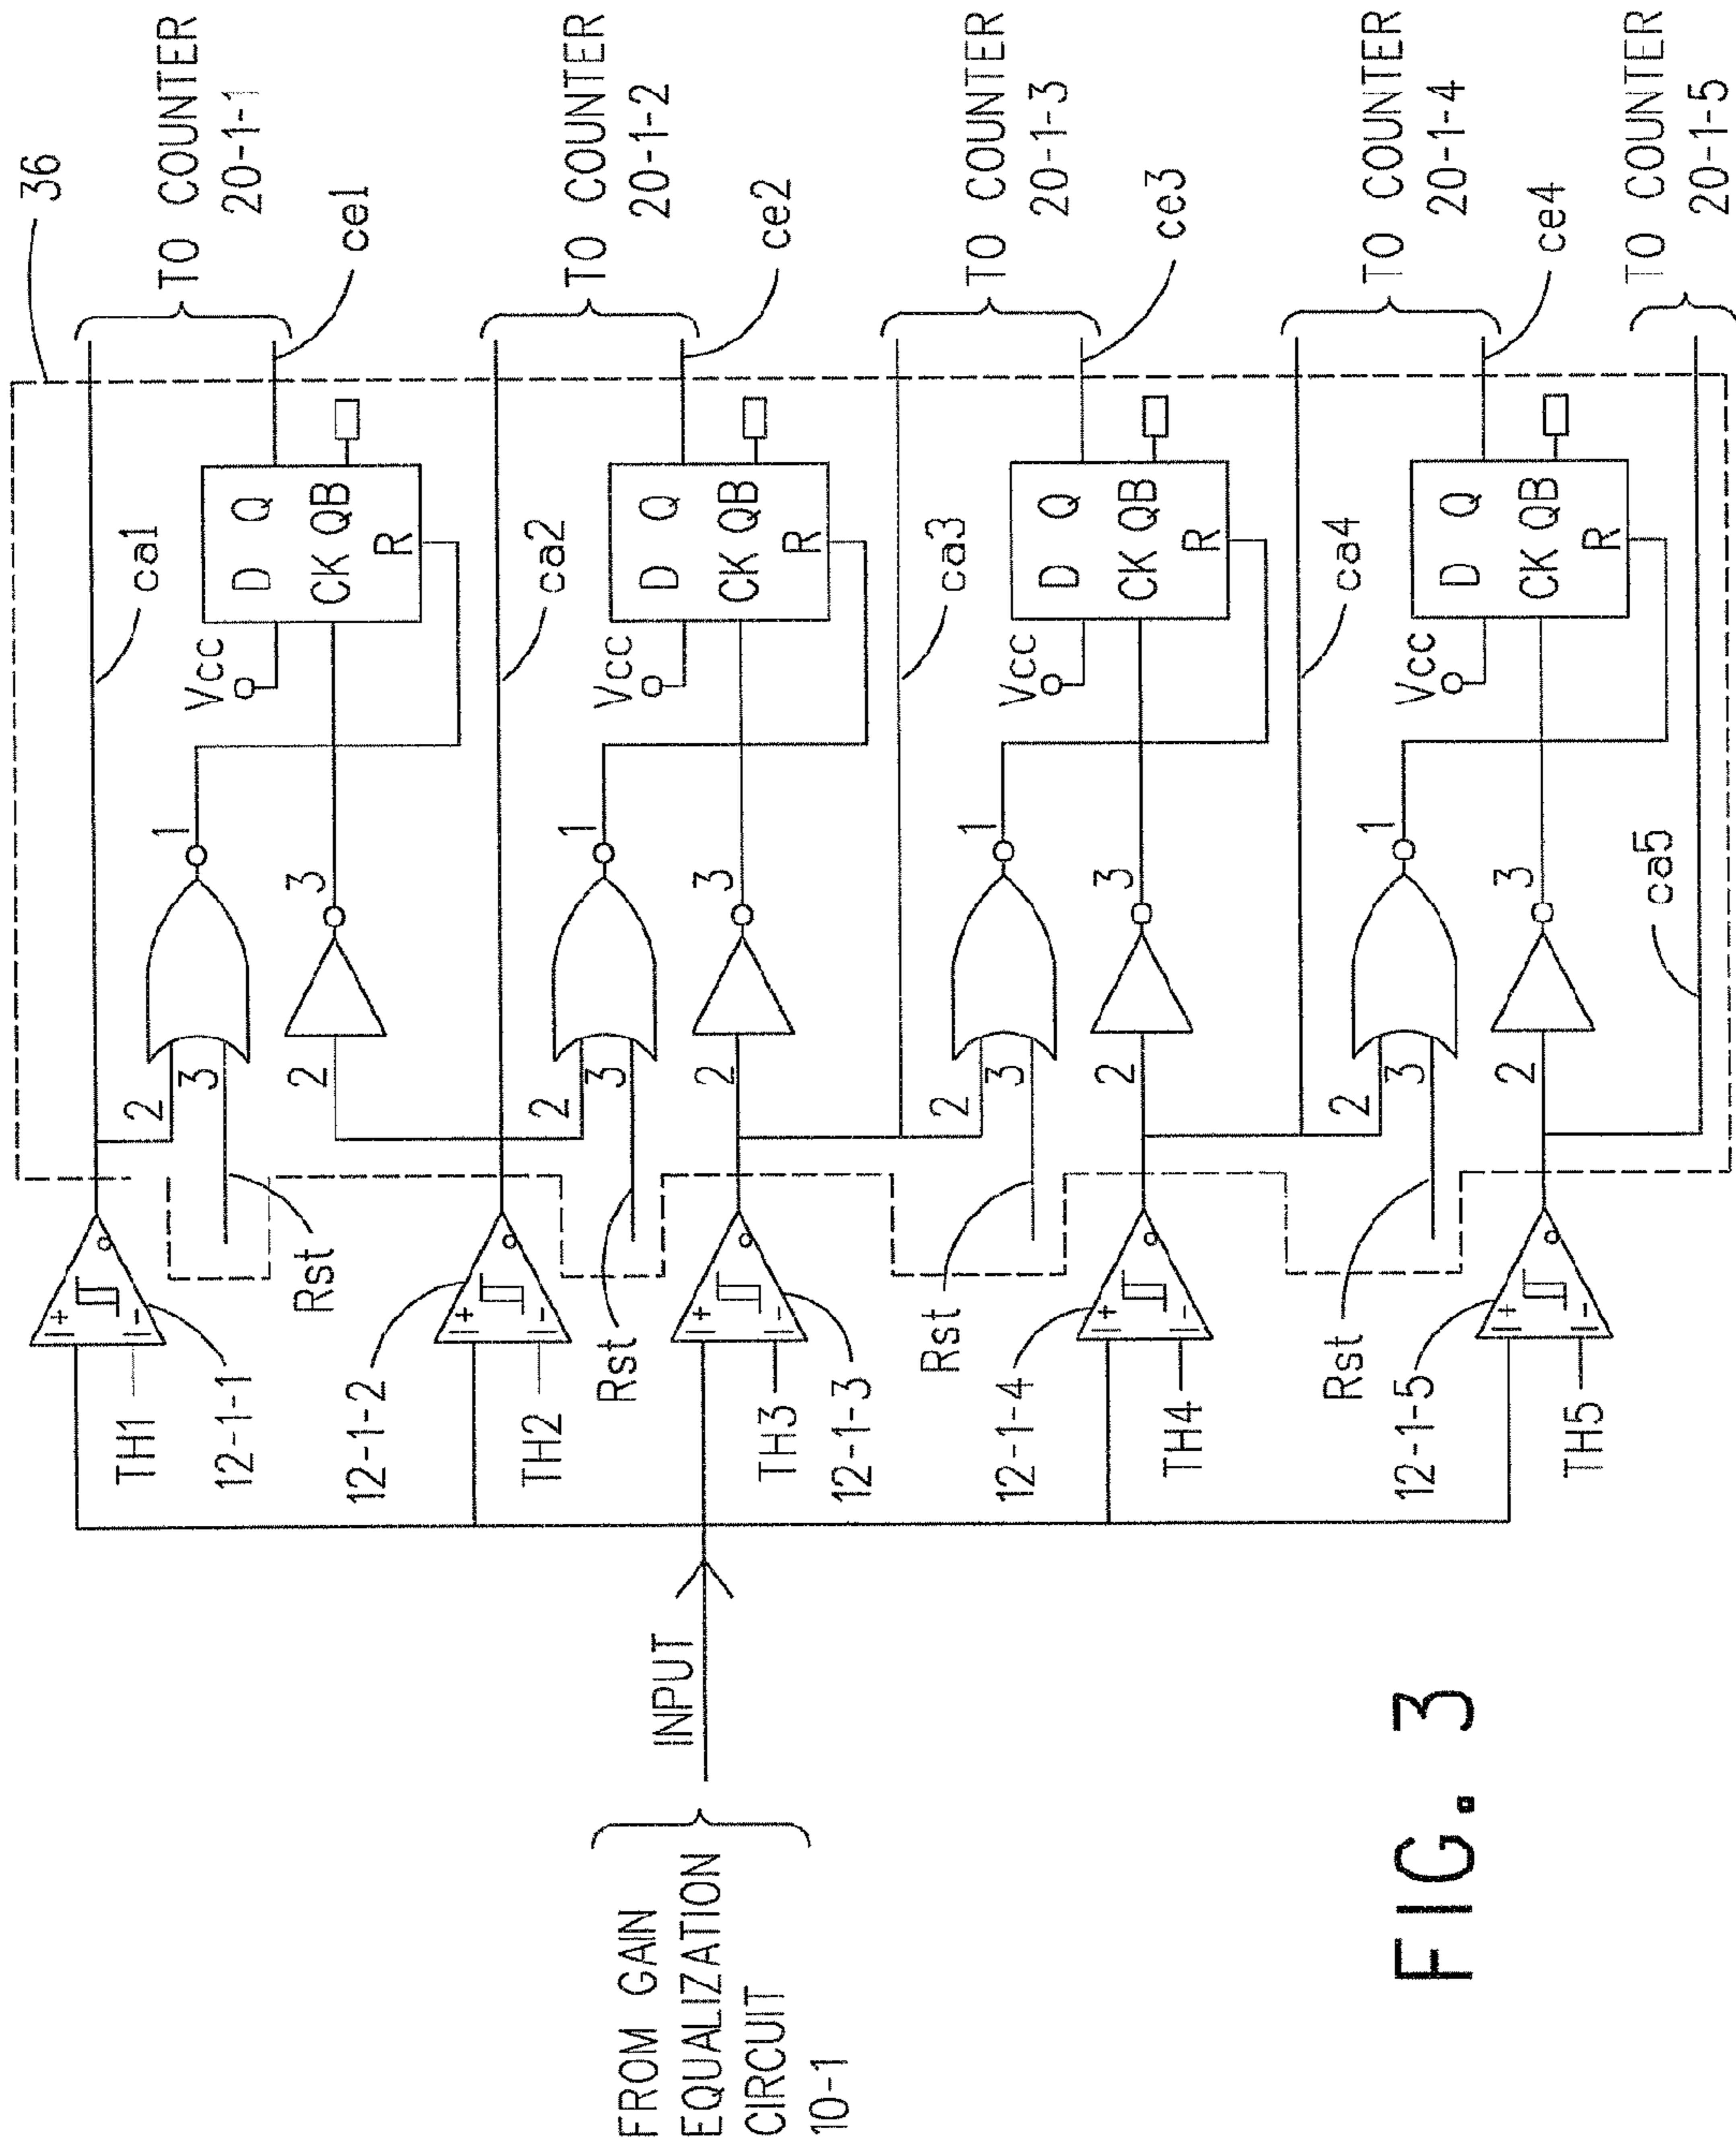 36
TO COUNTER
20-1-1
ca1
ce1
Vcc
D Q
CK QB
R
1
2
3
2
3
Rst
TH1
12-1-1
TO COUNTER
20-1-2
ca2
ce2
Vcc
D Q
CK QB
R
1
2
3
2
3
Rst
12-1-2
TH2
TO COUNTER
20-1-3
ca3
ce3
Vcc
D Q
CK QB
R
1
2
3
2
3
Rst
TH3
12-1-3
TO COUNTER
20-1-4
ca4
ce4
Vcc
D Q
CK QB
R
1
2
3
2
3
Rst
12-1-4
TH4
TO COUNTER
20-1-5
ca5
12-1-5
TH5
INPUT
FROM GAIN
EQUALIZATION
CIRCUIT
10-1
FIG. 3